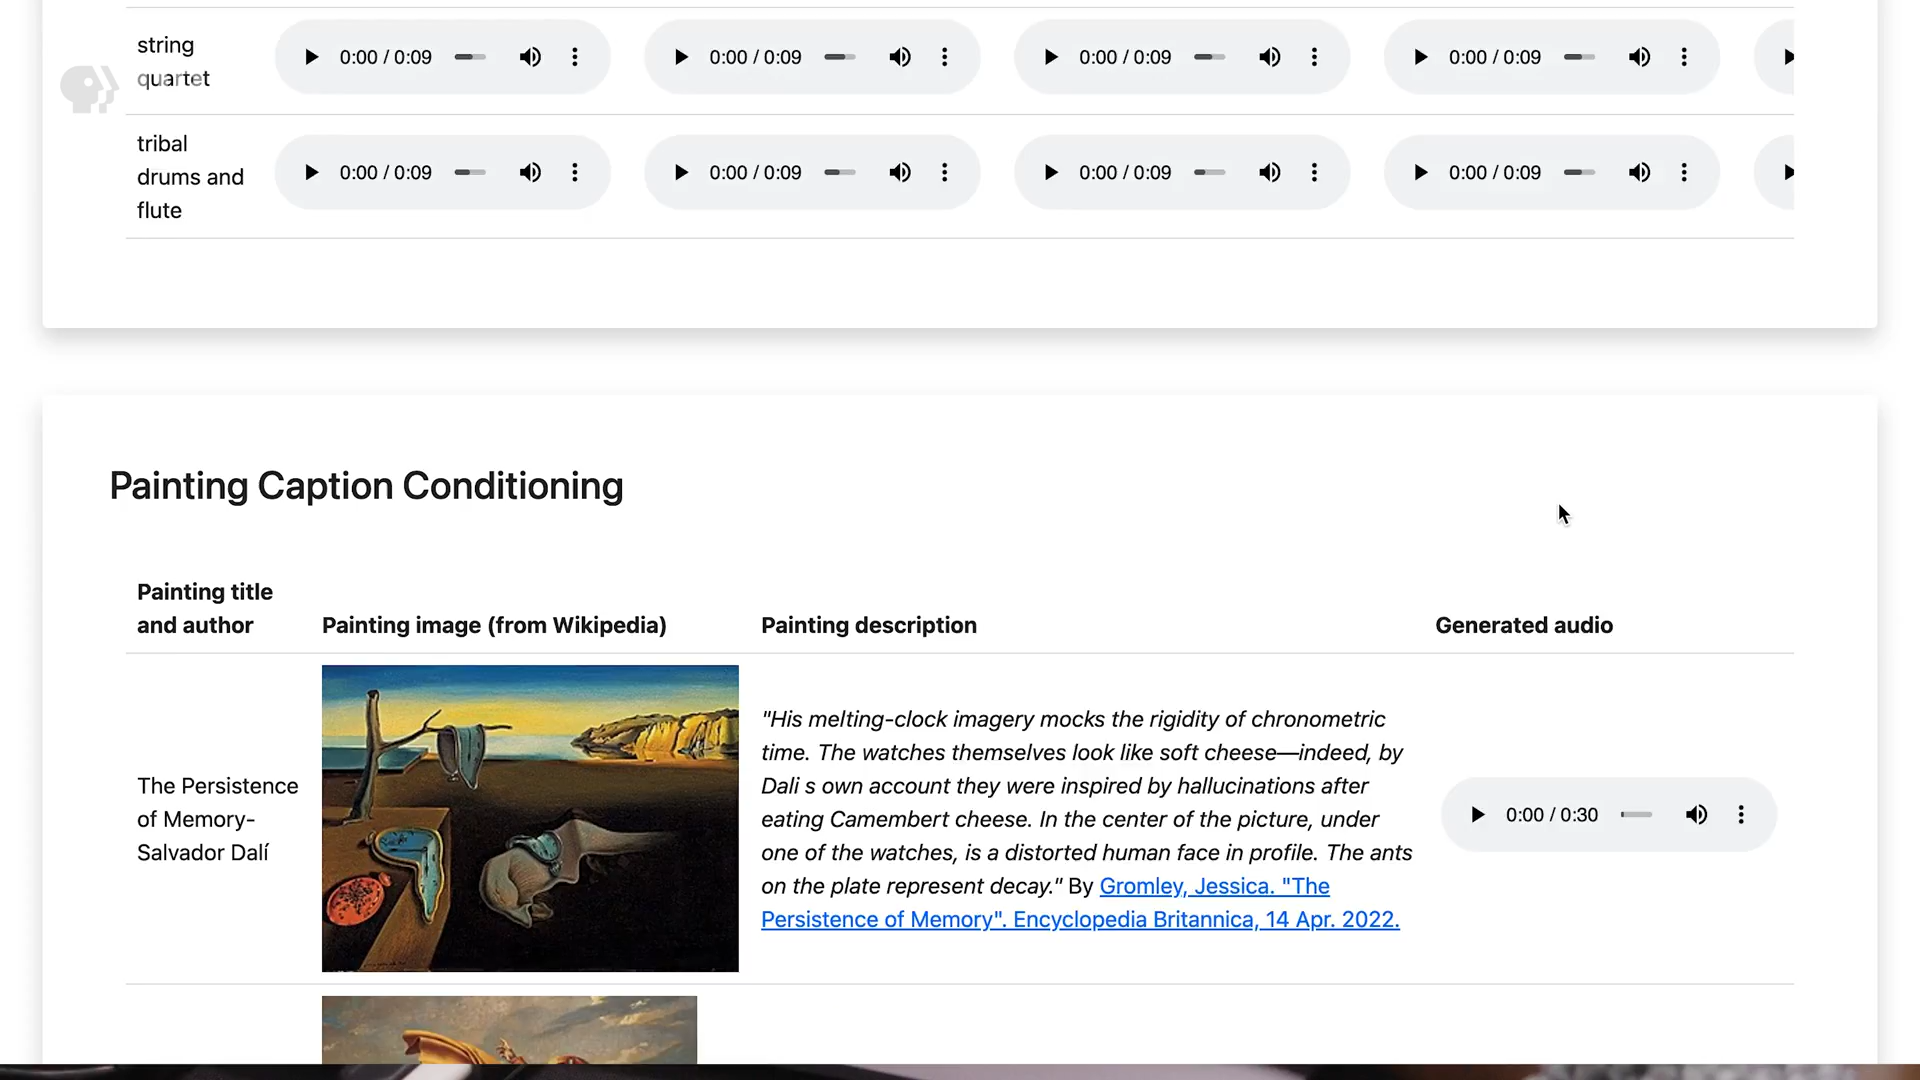 string
quartet
0:00 / 0:09
0:00 / 0:09
0:00 / 0:09
0:00 / 0:09
tribal
drums and
flute
0:00 / 0:09
0:00 / 0:09
0:00 / 0:09
0:00 / 0:09
Painting Caption Conditioning
Painting title
and author
Painting image (from Wikipedia)
Painting description
Generated audio
The Persistence
of Memory-
Salvador Dalí
"His melting-clock imagery mocks the rigidity of chronometric
time. The watches themselves look like soft cheese—indeed, by
Dali s own account they were inspired by hallucinations after
eating Camembert cheese. In the center of the picture, under
one of the watches, is a distorted human face in profile. The ants
on the plate represent decay." By Gromley, Jessica. "The
Persistence of Memory". Encyclopedia Britannica, 14 Apr. 2022.
0:00 / 0:30